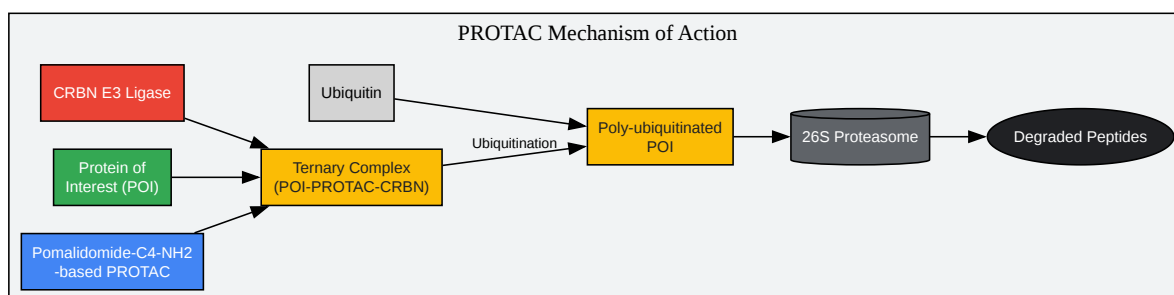 PROTAC Mechanism of Action
CRBN E3 Ligase
Ubiquitin
Protein of
Interest (POI)
Pomalidomide-C4-NH2
-based PROTAC
Ternary Complex
(POI-PROTAC-CRBN)
Ubiquitination
Poly-ubiquitinated
POI
26S Proteasome
Degraded Peptides